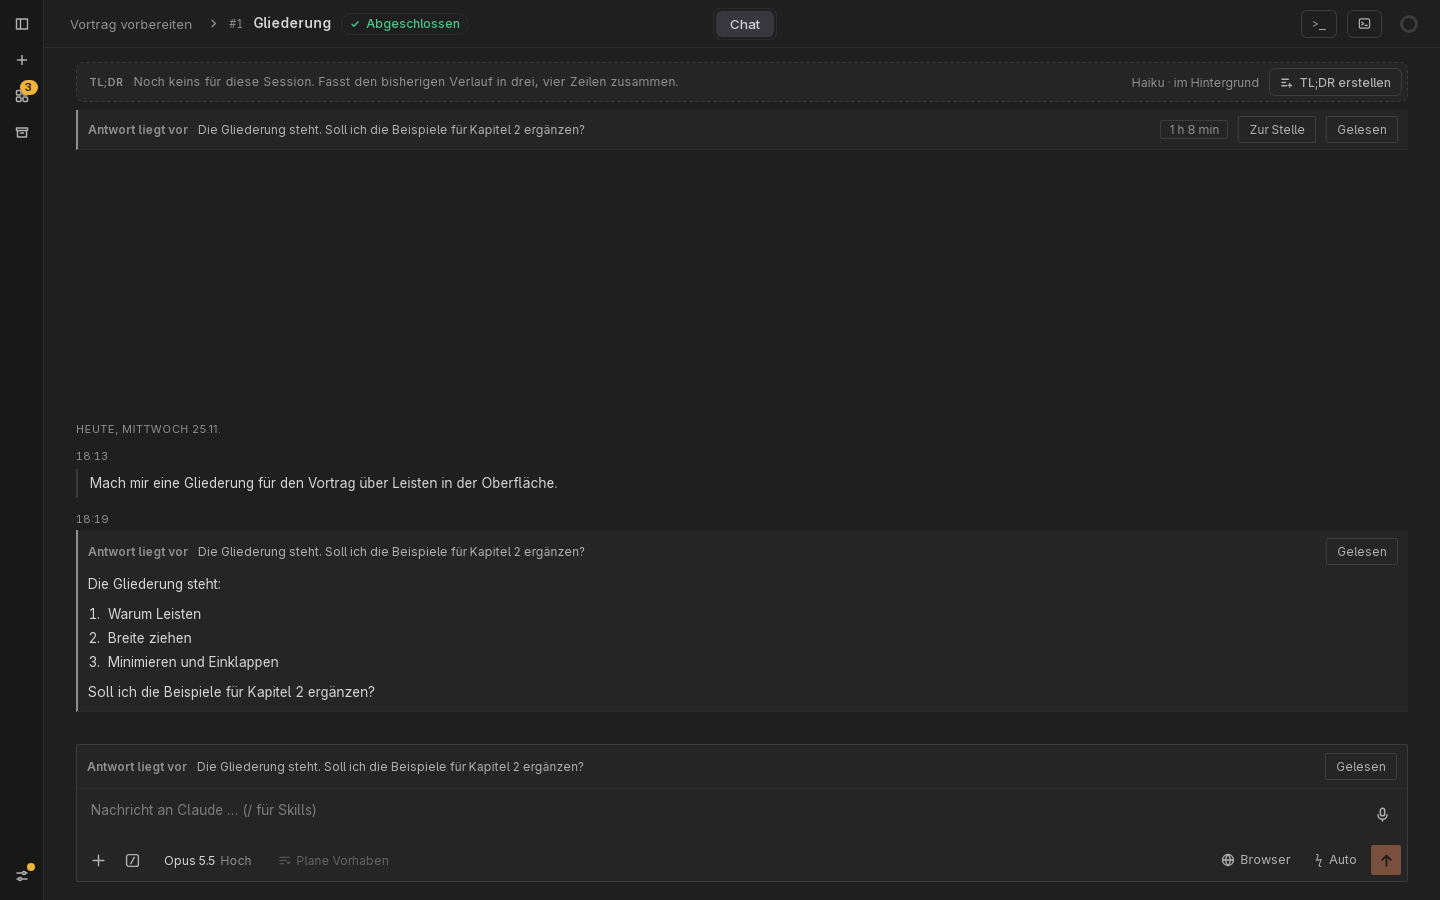 Vortrag vorbereiten > #1 Gliederung ✓ Abgeschlossen Chat >_
3
TL;DR Noch keins für diese Session. Fasst den bisherigen Verlauf in drei, vier Zeilen zusammen. Haiku · im Hintergrund TL;DR erstellen
Antwort liegt vor Die Gliederung steht. Soll ich die Beispiele für Kapitel 2 ergänzen? 1 h 8 min Zur Stelle Gelesen
HEUTE, MITTWOCH 25.11.
18:13
Mach mir eine Gliederung für den Vortrag über Leisten in der Oberfläche.
18:19
Antwort liegt vor Die Gliederung steht. Soll ich die Beispiele für Kapitel 2 ergänzen? Gelesen
Die Gliederung steht:
1. Warum Leisten
2. Breite ziehen
3. Minimieren und Einklappen
Soll ich die Beispiele für Kapitel 2 ergänzen?
Antwort liegt vor Die Gliederung steht. Soll ich die Beispiele für Kapitel 2 ergänzen? Gelesen
Nachricht an Claude … (/ für Skills)
Opus 5.5 Hoch Plane Vorhaben Browser Auto